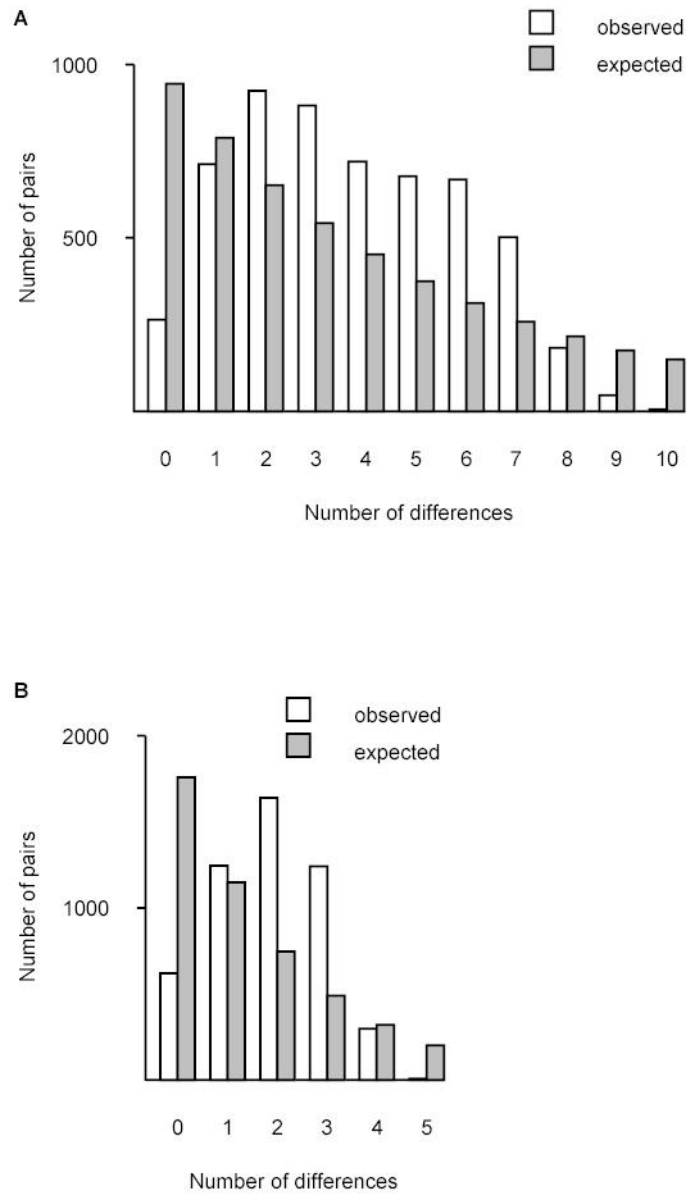 A
observed
expected
1000
500
Number of pairs
0 1 2 3 4 5 6 7 8 9 10
Number of differences
B
observed
expected
2000
1000
Number of pairs
0 1 2 3 4 5
Number of differences